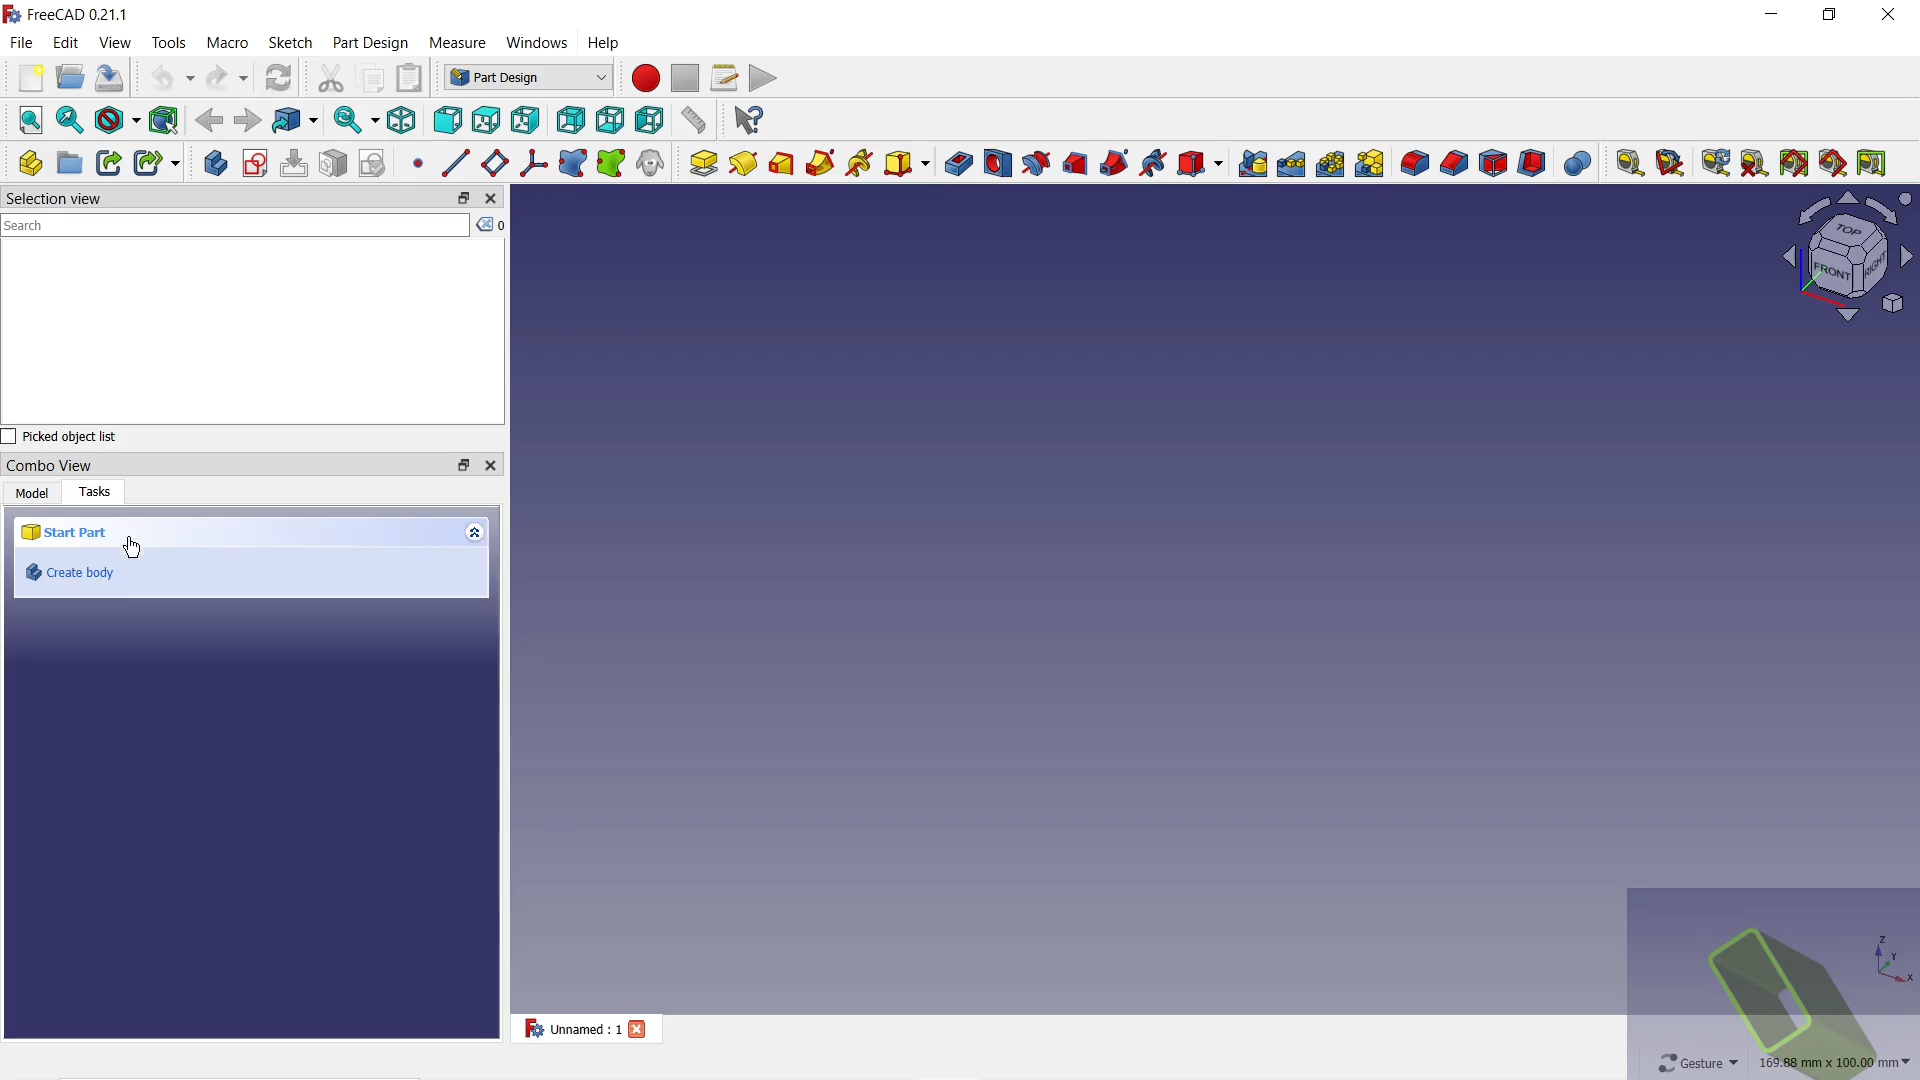 FreeCAD 0.21.1
File Edit View Tools Macro Sketch Part Design Measure Windows Help
Part Design
Selection view
Search
0
Picked object list
Combo View
Model Tasks
Start Part
Create body
TOP
FRONT
RIGHT
Z
Y
X
Unnamed : 1
Gesture
169.88 mm x 100.00 mm